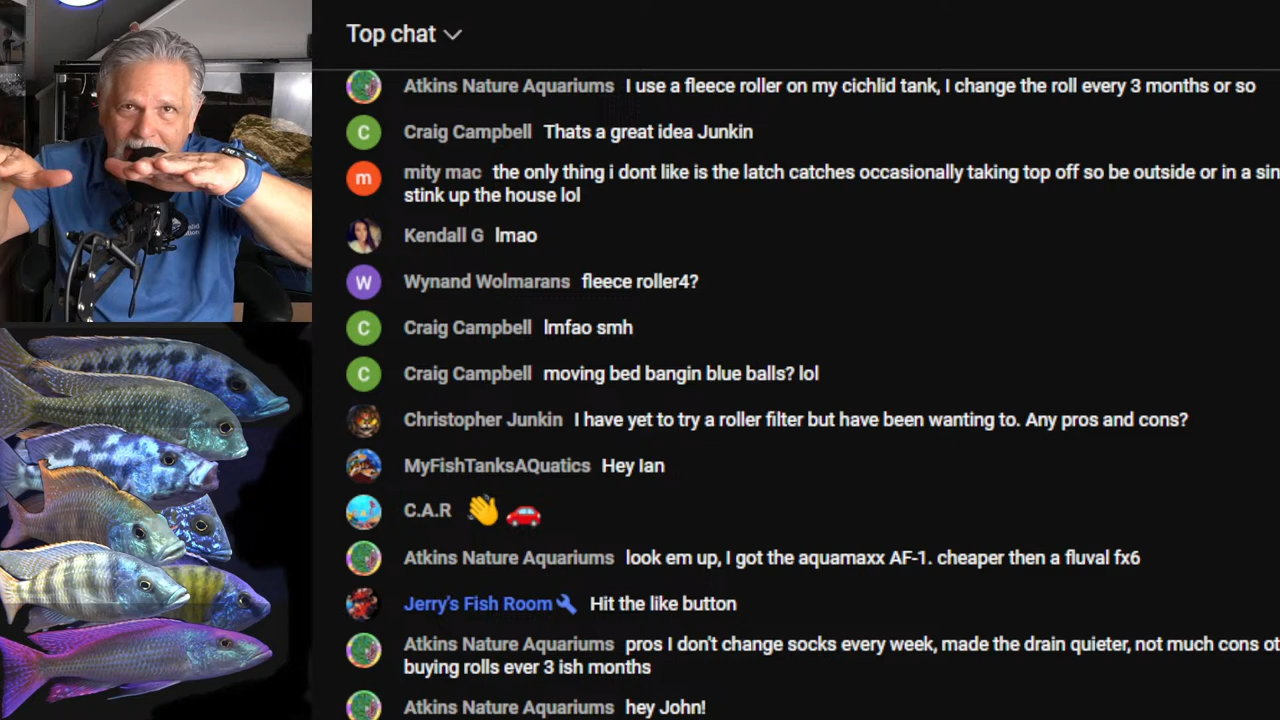 Top chat
Atkins Nature Aquariums I use a fleece roller on my cichlid tank, I change the roll every 3 months or so
C Craig Campbell Thats a great idea Junkin
m mity mac the only thing i dont like is the latch catches occasionally taking top off so be outside or in a sin
stink up the house lol
Kendall G lmao
W Wynand Wolmarans fleece roller4?
C Craig Campbell lmfao smh
C Craig Campbell moving bed bangin blue balls? lol
Christopher Junkin I have yet to try a roller filter but have been wanting to. Any pros and cons?
MyFishTanksAQuatics Hey Ian
C.A.R 👋 🚗
Atkins Nature Aquariums look em up, I got the aquamaxx AF-1. cheaper then a fluval fx6
Jerry's Fish Room Hit the like button
Atkins Nature Aquariums pros I don't change socks every week, made the drain quieter, not much cons ot
buying rolls ever 3 ish months
Atkins Nature Aquariums hey John!